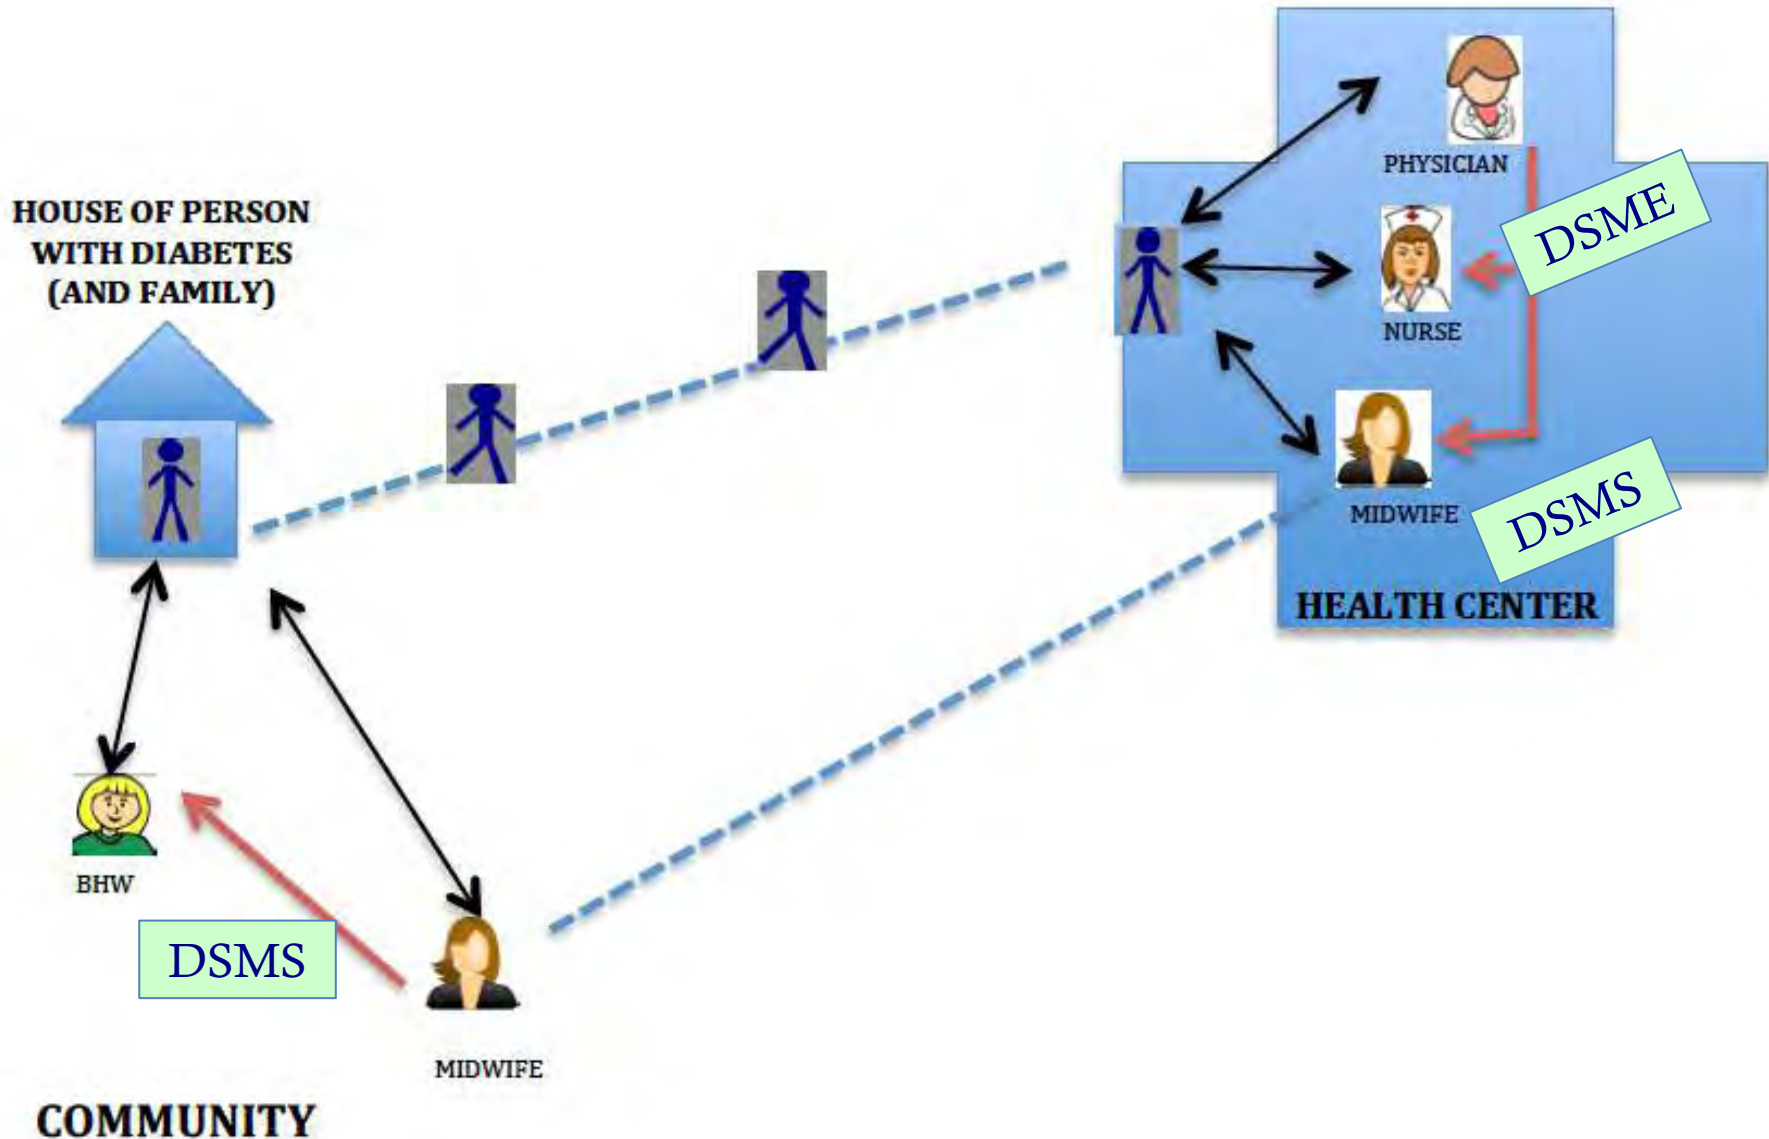 HOUSE OF PERSON
WITH DIABETES
(AND FAMILY)
PHYSICIAN
DSME
NURSE
MIDWIFE
DSMS
HEALTH CENTER
BHW
DSMS
MIDWIFE
COMMUNITY